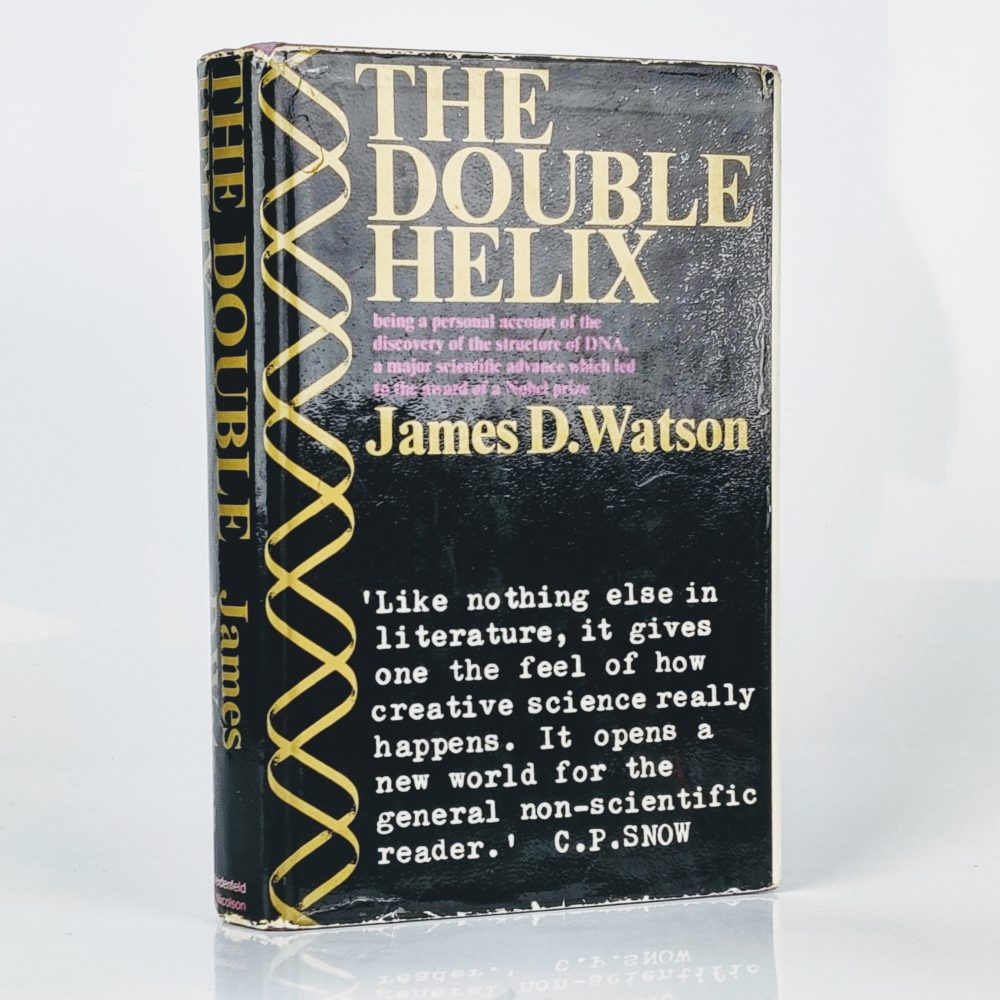 THE
DOUBLE
HELIX
being a personal account of the
discovery of the structure of DNA,
a major scientific advance which led
to the award of a Nobel prize
James D. Watson
'Like nothing else in
literature, it gives
one the feel of how
creative science really
happens. It opens a
new world for the
general non-scientific
reader.' C.P.SNOW
THE DOUBLE James